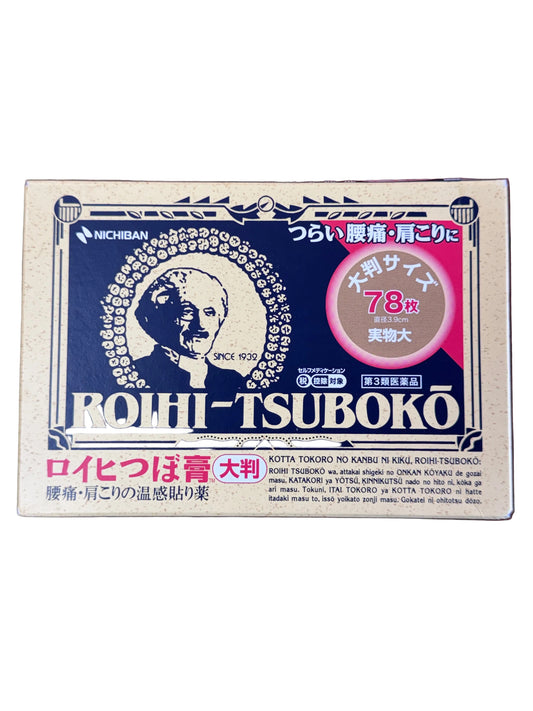 NICHIBAN
つらい腰痛・肩こりに
大判サイズ
78枚
直径3.9cm
実物大
SINCE 1932
セルフメディケーション
税 控除 対象
第3類医薬品
ROIHI-TSUBOKŌ
ロイヒつぼ膏 大判
TM
腰痛・肩こりの温感貼り薬
KOTTA TOKORO NO KANBU NI KIKU, ROIHI-TSUBOKŌ:
ROIHI TSUBOKŌ wa, attakai shigeki no ONKAN KŌYAKU de gozai
masu. KATAKORI ya YŌTSŪ, KINNIKUTSŪ nado no hito ni, kōka ga
ari masu. Tokuni, ITAI TOKORO ya KOTTA TOKORO ni hatte
itadaki masu to, issō yoikato zonji masu. Gokatei ni ohitotsu dōzo.